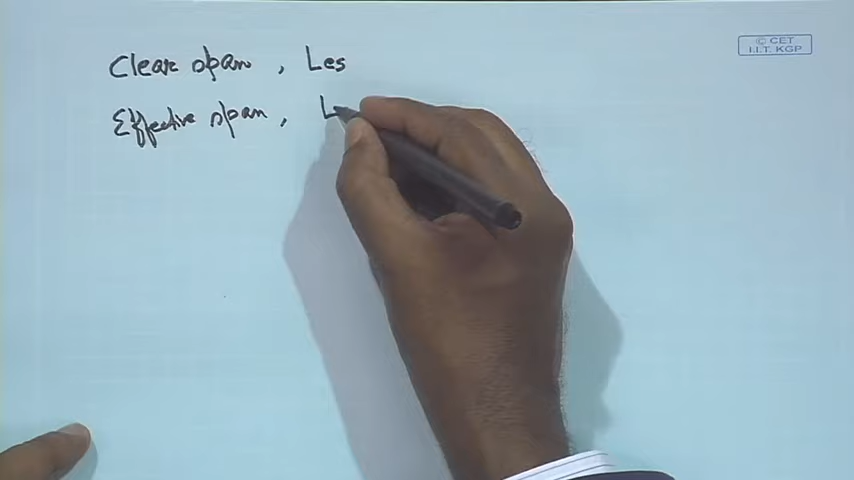 Clear span , Les
Effective span , L
© CET
I.I.T. KGP